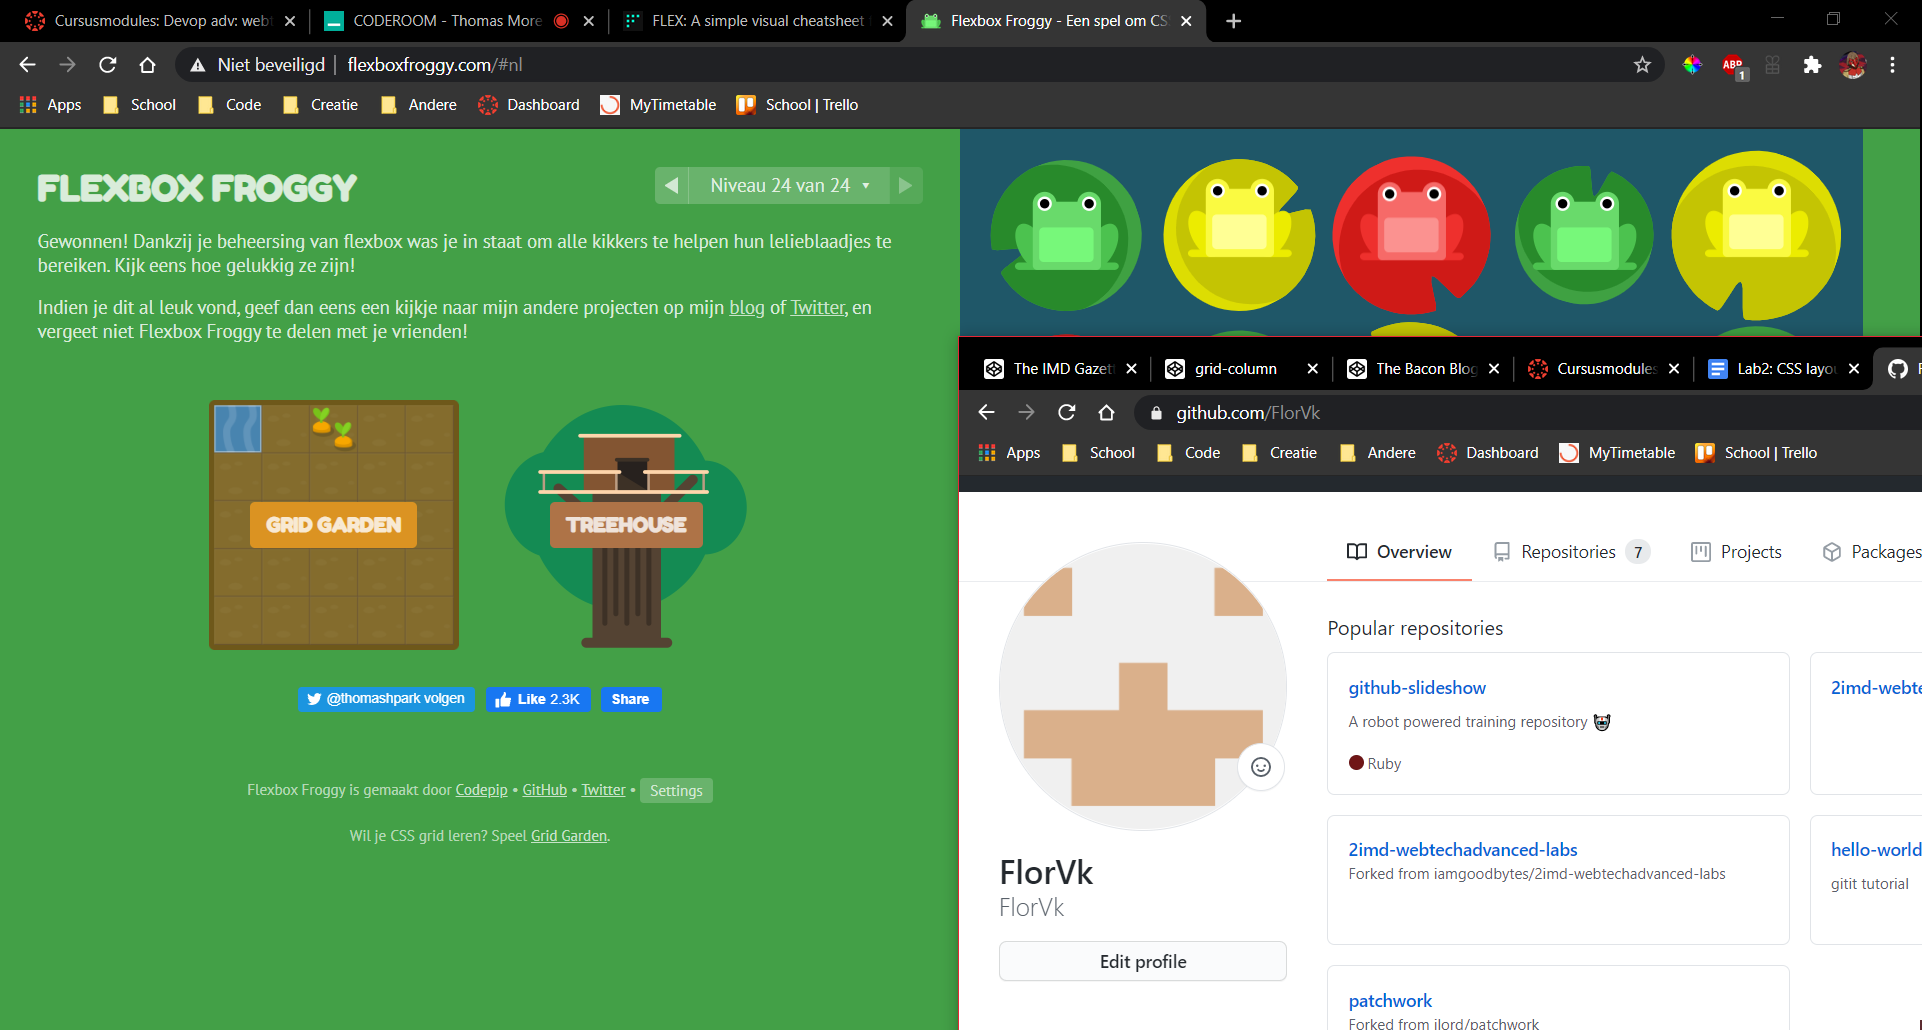 Cursusmodules: Devop adv: webt
CODEROOM - Thomas More
FLEX: A simple visual cheatsheet
Flexbox Froggy - Een spel om CS
Niet beveiligd
flexboxfroggy.com/#nl
ABP
1
Apps
School
Code
Creatie
Andere
Dashboard
MyTimetable
School | Trello
FLEXBOX FROGGY
Niveau 24 van 24
Gewonnen! Dankzij je beheersing van flexbox was je in staat om alle kikkers te helpen hun lelieblaadjes te
bereiken. Kijk eens hoe gelukkig ze zijn!
Indien je dit al leuk vond, geef dan eens een kijkje naar mijn andere projecten op mijn blog of Twitter, en
vergeet niet Flexbox Froggy te delen met je vrienden!
GRID GARDEN
TREEHOUSE
@thomashpark volgen
Like 2.3K
Share
Flexbox Froggy is gemaakt door Codepip • GitHub • Twitter • Settings
Wil je CSS grid leren? Speel Grid Garden.
The IMD Gazet
grid-column
The Bacon Blog
Cursusmodules
Lab2: CSS layou
github.com/FlorVk
Apps
School
Code
Creatie
Andere
Dashboard
MyTimetable
School | Trello
Overview
Repositories 7
Projects
Packages
Popular repositories
github-slideshow
A robot powered training repository
Ruby
2imd-webte
2imd-webtechadvanced-labs
Forked from iamgoodbytes/2imd-webtechadvanced-labs
hello-world
gitit tutorial
FlorVk
FlorVk
Edit profile
patchwork
Forked from jlord/patchwork